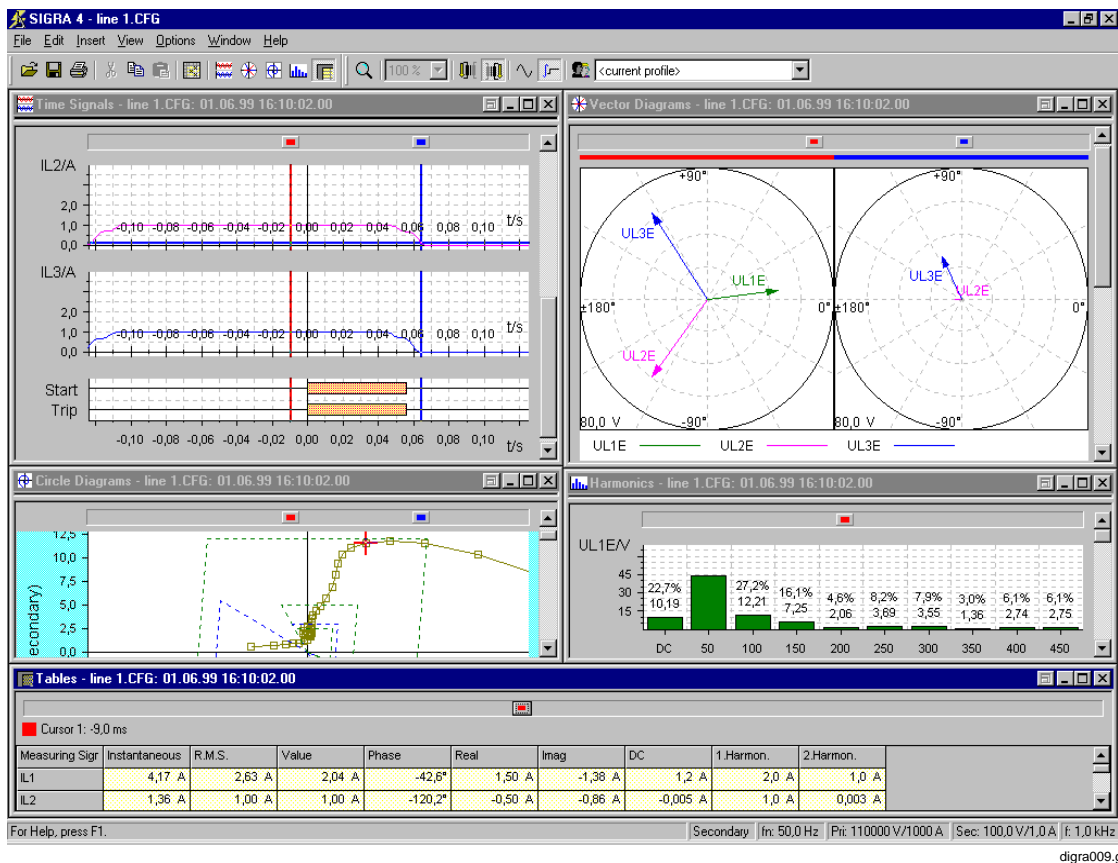 SIGRA 4 - line 1.CFG
File Edit Insert View Options Window Help
100 % <current profile>
Time Signals - line 1.CFG: 01.06.99 16:10:02.00
IL2/A
2,0
1,0
0,0
-0,10 -0,08 -0,06 -0,04 -0,02 0,00 0,02 0,04 0,06 0,08 0,10 t/s
IL3/A
2,0
1,0
0,0
-0,10 -0,08 -0,06 -0,04 -0,02 0,00 0,02 0,04 0,06 0,08 0,10 t/s
Start
Trip
-0,10 -0,08 -0,06 -0,04 -0,02 0,00 0,02 0,04 0,06 0,08 0,10
t/s
Vector Diagrams - line 1.CFG: 01.06.99 16:10:02.00
+90° +90°
UL3E UL1E UL3E UL2E
±180° 0° ±180° 0°
UL2E
80,0 V -90° 80,0 V -90°
UL1E UL2E UL3E
Circle Diagrams - line 1.CFG: 01.06.99 16:10:02.00
12,5
10,0
7,5
5,0
2,5
0,0
econdary)
Harmonics - line 1.CFG: 01.06.99 16:10:02.00
UL1E/V
45
30
15
22,7% 27,2% 16,1% 4,6% 8,2% 7,9% 3,0% 6,1% 6,1%
10,19 12,21 7,25 2,06 3,69 3,55 1,36 2,74 2,75
DC 50 100 150 200 250 300 350 400 450
Tables - line 1.CFG: 01.06.99 16:10:02.00
Cursor 1: -9,0 ms
Measuring Sigr Instantaneous R.M.S. Value Phase Real Imag DC 1.Harmon. 2.Harmon.
IL1 4,17 A 2,63 A 2,04 A -42,6° 1,50 A -1,38 A 1,2 A 2,0 A 1,0 A
IL2 1,36 A 1,00 A 1,00 A -120,2° -0,50 A -0,86 A -0,005 A 1,0 A 0,003 A
For Help, press F1. Secondary fn: 50,0 Hz Pri: 110000 V/1000 A Sec: 100,0 V/1,0 A f: 1,0 kHz
digra009.g